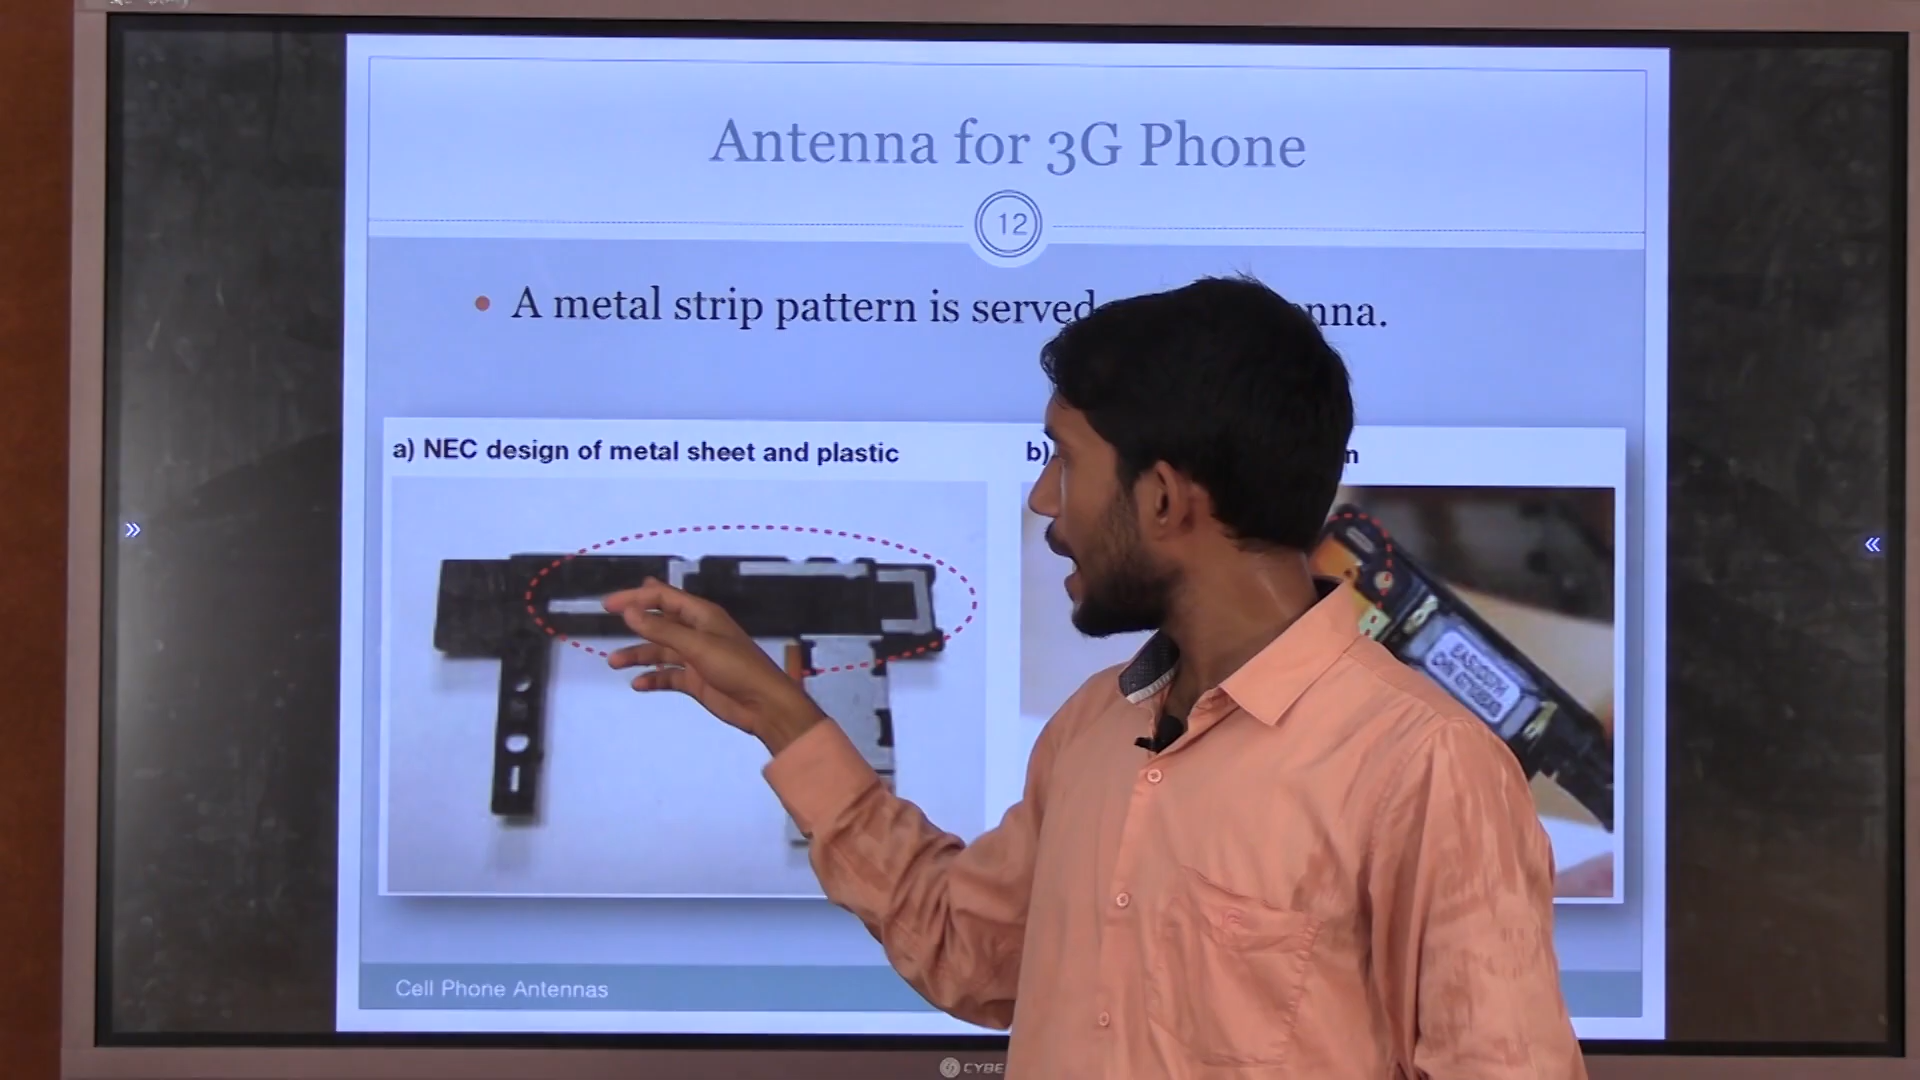 Antenna for 3G Phone
12
• A metal strip pattern is served nna.
a) NEC design of metal sheet and plastic
b) n
»
«
Cell Phone Antennas
CYBE